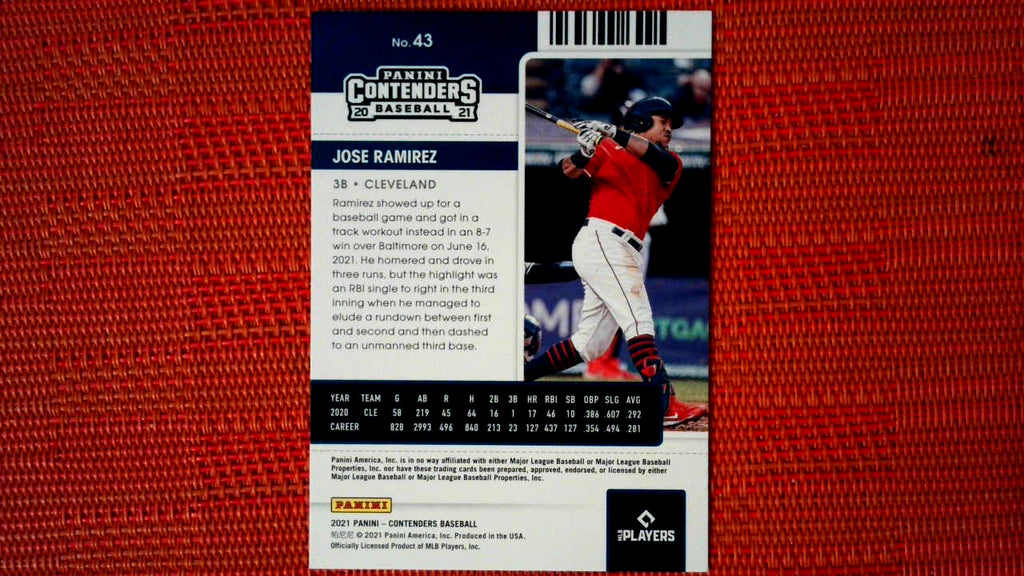 No. 43
PANINI
CONTENDERS
20 BASEBALL 21
JOSE RAMIREZ
3B • CLEVELAND
Ramirez showed up for a
baseball game and got in a
track workout instead in an 8-7
win over Baltimore on June 16,
2021. He homered and drove in
three runs, but the highlight was
an RBI single to right in the third
inning when he managed to
elude a rundown between first
and second and then dashed
to an unmanned third base.
YEAR TEAM G AB R H 2B 3B HR RBI SB OBP SLG AVG
2020 CLE 58 219 45 64 16 1 17 46 10 .386 .607 .292
CAREER 828 2993 496 840 213 23 127 437 127 .354 .494 .281
Panini America, Inc. is in no way affiliated with either Major League Baseball or Major League Baseball
Properties, Inc. nor have these trading cards been prepared, approved, endorsed, or licensed by either
Major League Baseball or Major League Baseball Properties, Inc.
PANINI
2021 PANINI – CONTENDERS BASEBALL
帕尼尼 © 2021 Panini America, Inc. Produced in the USA.
Officially Licensed Product of MLB Players, Inc.
MLB PLAYERS